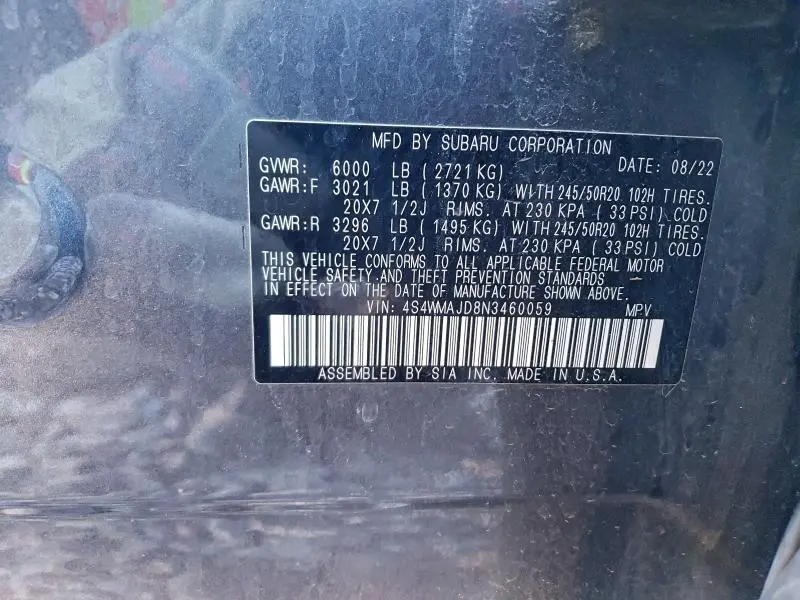 MFD BY SUBARU CORPORATION
GVWR: 6000 LB ( 2721 KG) DATE: 08/22
GAWR:F 3021 LB ( 1370 KG) WITH 245/50R20 102H TIRES.
20X7 1/2J RIMS. AT 230 KPA ( 33 PSI) COLD
GAWR:R 3296 LB ( 1495 KG) WITH 245/50R20 102H TIRES.
20X7 1/2J RIMS. AT 230 KPA ( 33 PSI) COLD
THIS VEHICLE CONFORMS TO ALL APPLICABLE FEDERAL MOTOR
VEHICLE SAFETY AND THEFT PREVENTION STANDARDS
IN EFFECT ON THE DATE OF MANUFACTURE SHOWN ABOVE.
VIN: 4S4WMAJD8N3460059 MPV
ASSEMBLED BY SIA INC. MADE IN U.S.A.